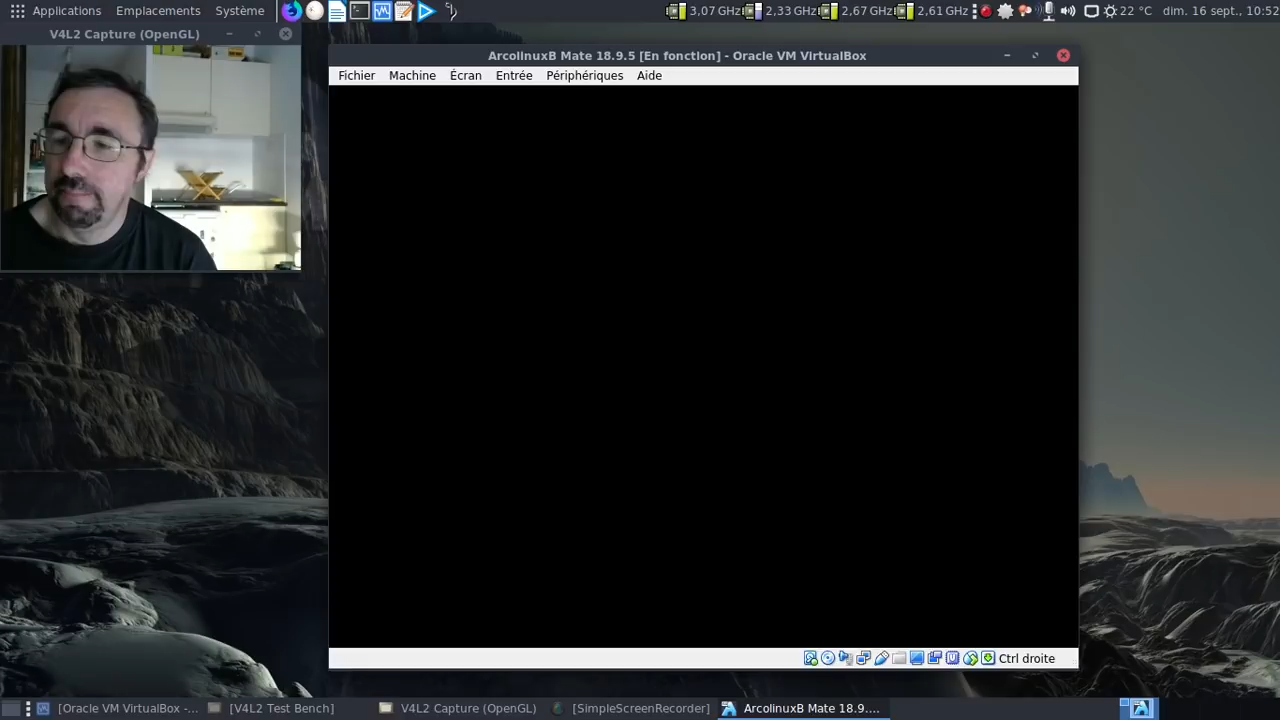 Applications Emplacements Système
3,07 GHz 2,33 GHz 2,67 GHz 2,61 GHz 22 °C dim. 16 sept., 10:52
V4L2 Capture (OpenGL)
ArcolinuxB Mate 18.9.5 [En fonction] - Oracle VM VirtualBox
Fichier Machine Écran Entrée Périphériques Aide
Ctrl droite
[Oracle VM VirtualBox -... [V4L2 Test Bench] V4L2 Capture (OpenGL) [SimpleScreenRecorder] ArcolinuxB Mate 18.9....